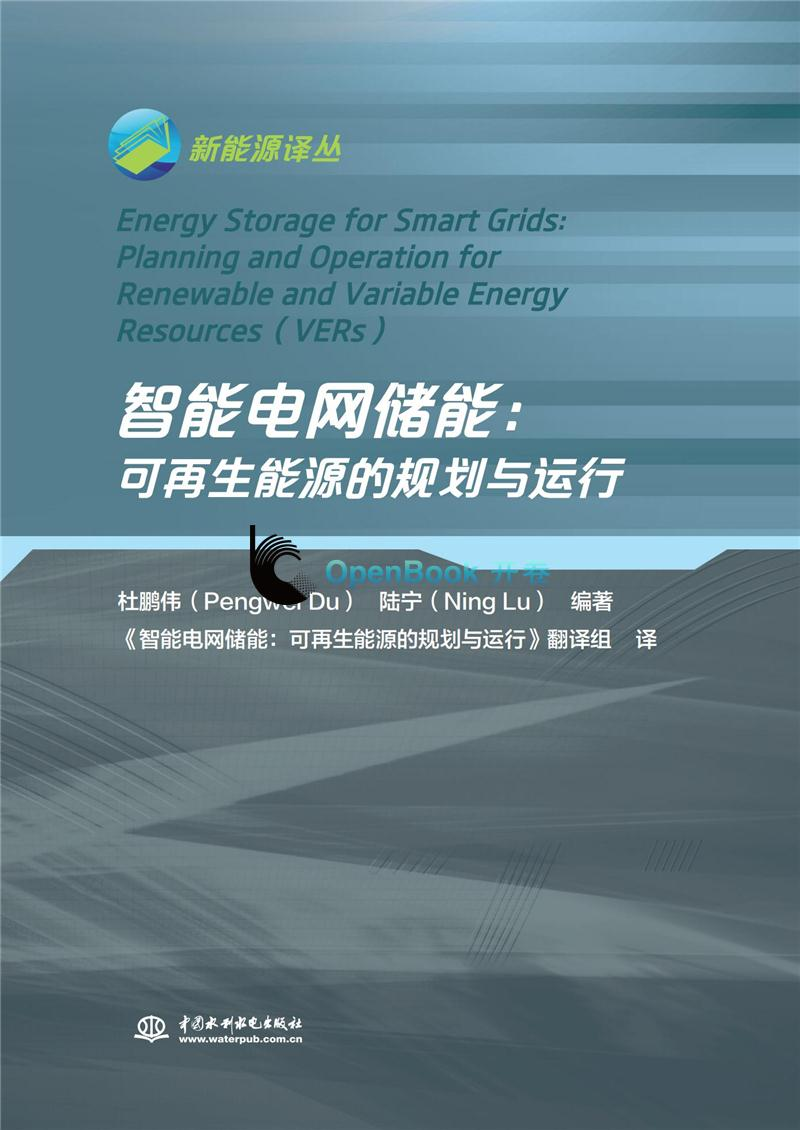 新能源译丛
Energy Storage for Smart Grids:
Planning and Operation for
Renewable and Variable Energy
Resources（VERs）
智能电网储能：
可再生能源的规划与运行
OpenBook 开卷
杜鹏伟（Pengwei Du） 陆宁（Ning Lu） 编著
《智能电网储能：可再生能源的规划与运行》翻译组 译
中国水利水电出版社
www.waterpub.com.cn